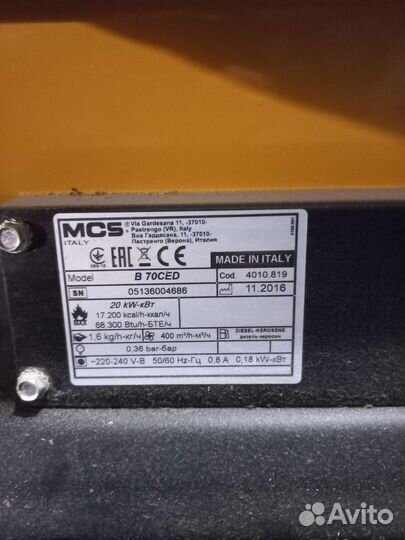 MCS
ITALY
® Via Gardesana 11, -37010-
Pastrengo (VR), Italy
Виа Гардесана, 11, -37010-
Пастренго (Верона), Италия
EAC
MADE IN ITALY
Model B 70CED Cod. 4010.819
SN 05136004686 11.2016
20 kW-кВт
MAX 17.200 kcal/h-ккал/ч
68.300 Btu/h-БТЕ/ч
1,6 kg/h-кг/ч 400 m³/h-м³/ч
DIESEL-KEROSENE
дизель-керосин
0,36 bar-бар
~220-240 V-В 50/60 Hz-Гц 0,8 A 0,18 kW-кВт
Avito